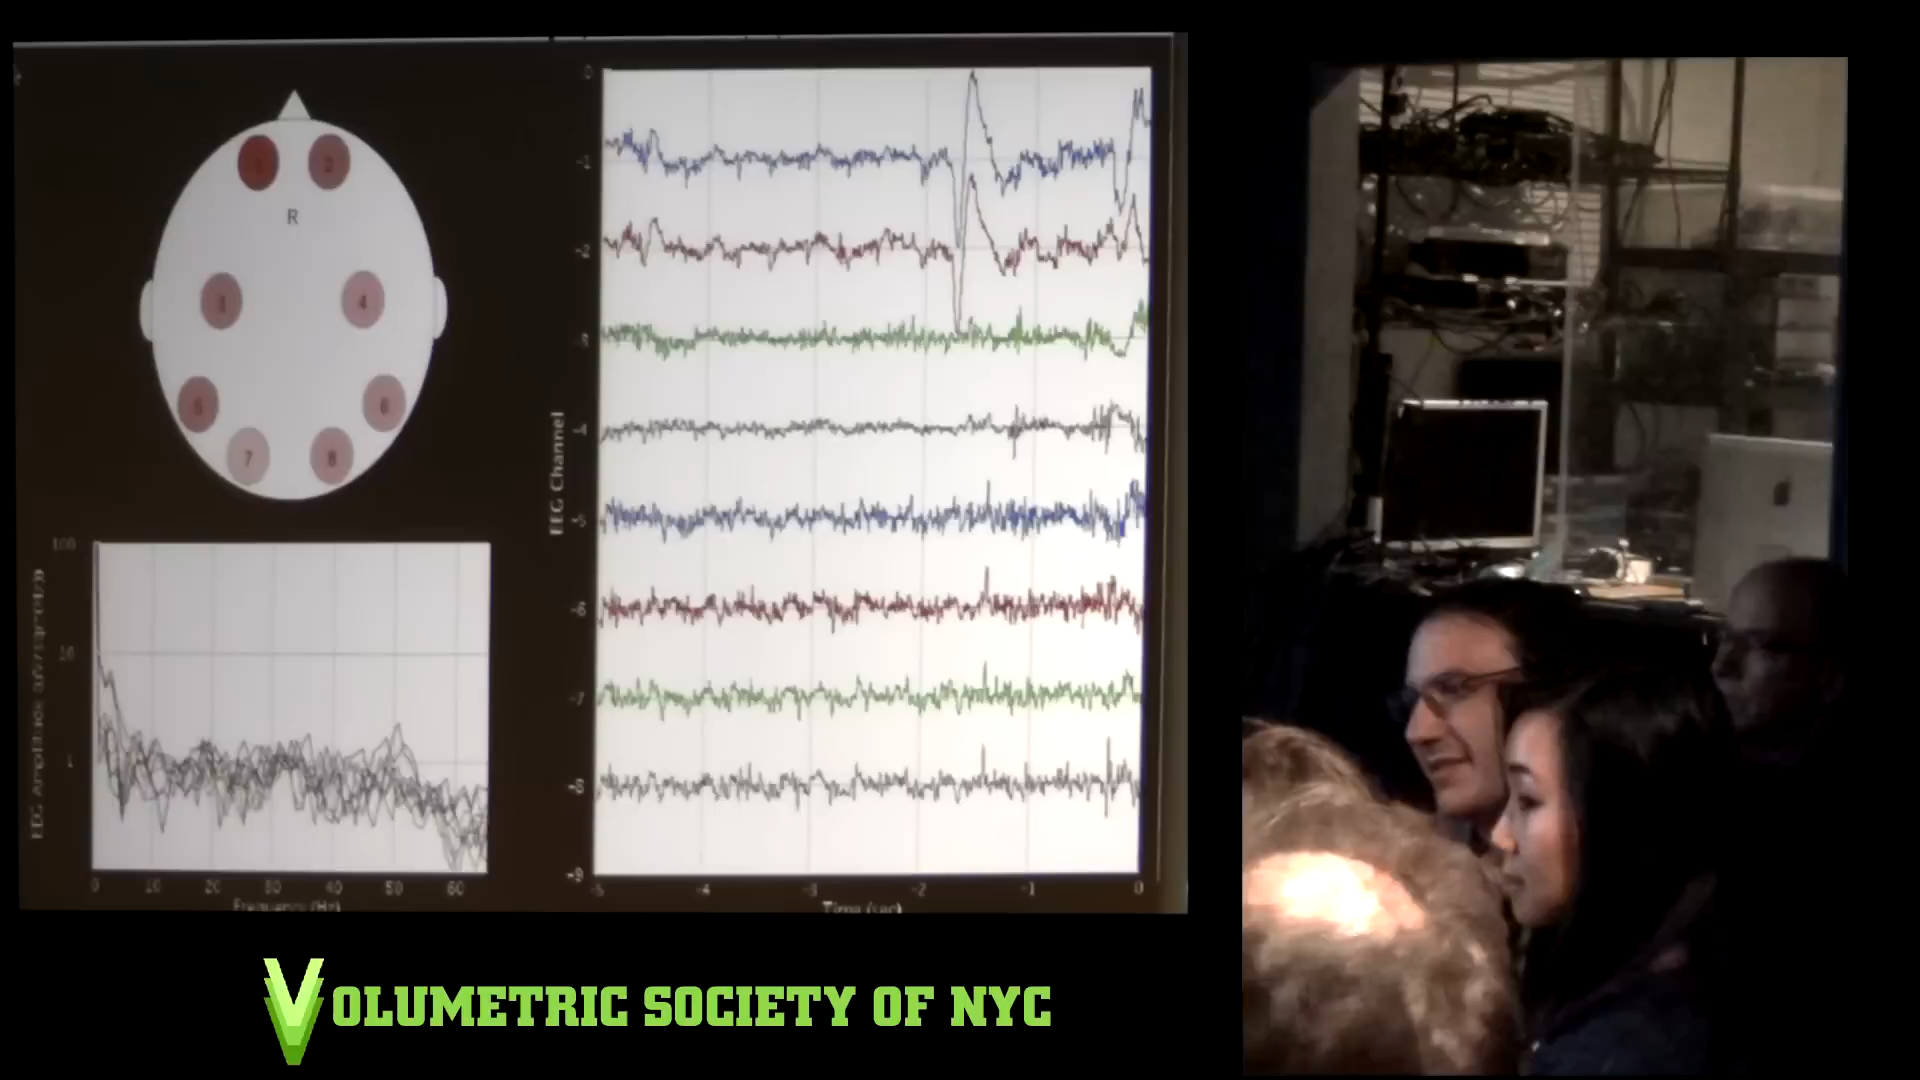 1 2
R
3 4
5 6
7 8
EEG Channel
0
-1
-2
-3
-4
-5
-6
-7
-8
-9
-5 -4 -3 -2 -1 0
Time (sec)
100
10
1
0 10 20 30 40 50 60
Frequency (Hz)
EEG Amplitude
VOLUMETRIC SOCIETY OF NYC